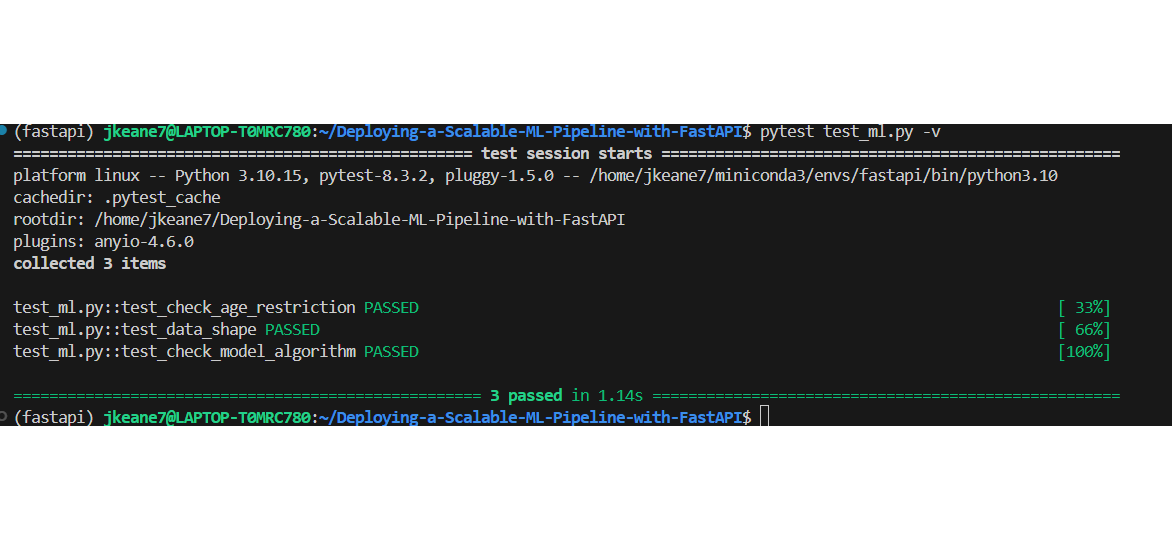 (fastapi) jkeane7@LAPTOP-T0MRC780:~/Deploying-a-Scalable-ML-Pipeline-with-FastAPI$ pytest test_ml.py -v
=================================================== test session starts ===================================================
platform linux -- Python 3.10.15, pytest-8.3.2, pluggy-1.5.0 -- /home/jkeane7/miniconda3/envs/fastapi/bin/python3.10
cachedir: .pytest_cache
rootdir: /home/jkeane7/Deploying-a-Scalable-ML-Pipeline-with-FastAPI
plugins: anyio-4.6.0
collected 3 items
test_ml.py::test_check_age_restriction PASSED [ 33%]
test_ml.py::test_data_shape PASSED [ 66%]
test_ml.py::test_check_model_algorithm PASSED [100%]
==================================================== 3 passed in 1.14s ====================================================
(fastapi) jkeane7@LAPTOP-T0MRC780:~/Deploying-a-Scalable-ML-Pipeline-with-FastAPI$